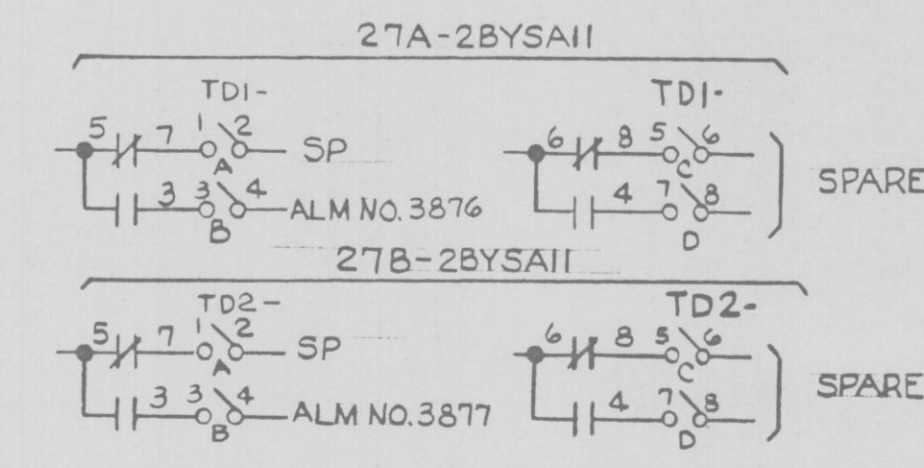 27A-2BYSA11
TD1- TD1-
5 7 1 2 SP 6 8 5 6
A C
3 3 4 ALM NO. 3876 4 7 8 SPARE
B D
27B-2BYSA11
TD2- TD2-
5 7 1 2 SP 6 8 5 6
A C
3 3 4 ALM NO. 3877 4 7 8 SPARE
B D